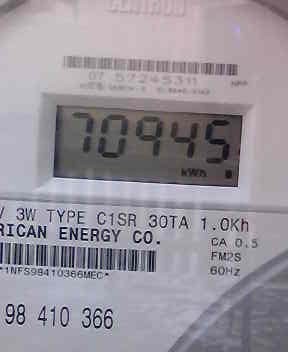 CENTRON
07 57245311
70945
kWh
V 3W TYPE C1SR 30TA 1.0Kh
RICAN ENERGY CO.
CA 0.5
FM2S
60Hz
*1NFS98410366MEC*
98 410 366